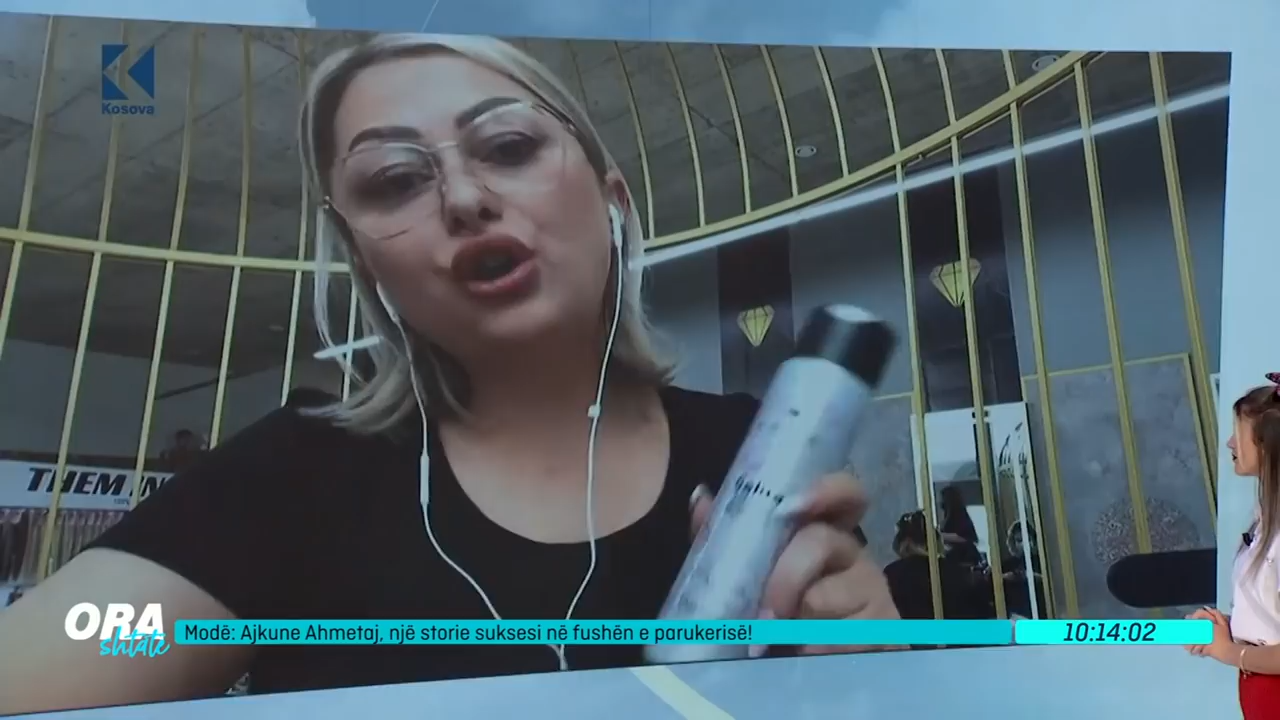 Kosova
THEM
ORA
shtatë
Modë: Ajkune Ahmetaj, një storie suksesi në fushën e parukerisë!
10:14:02